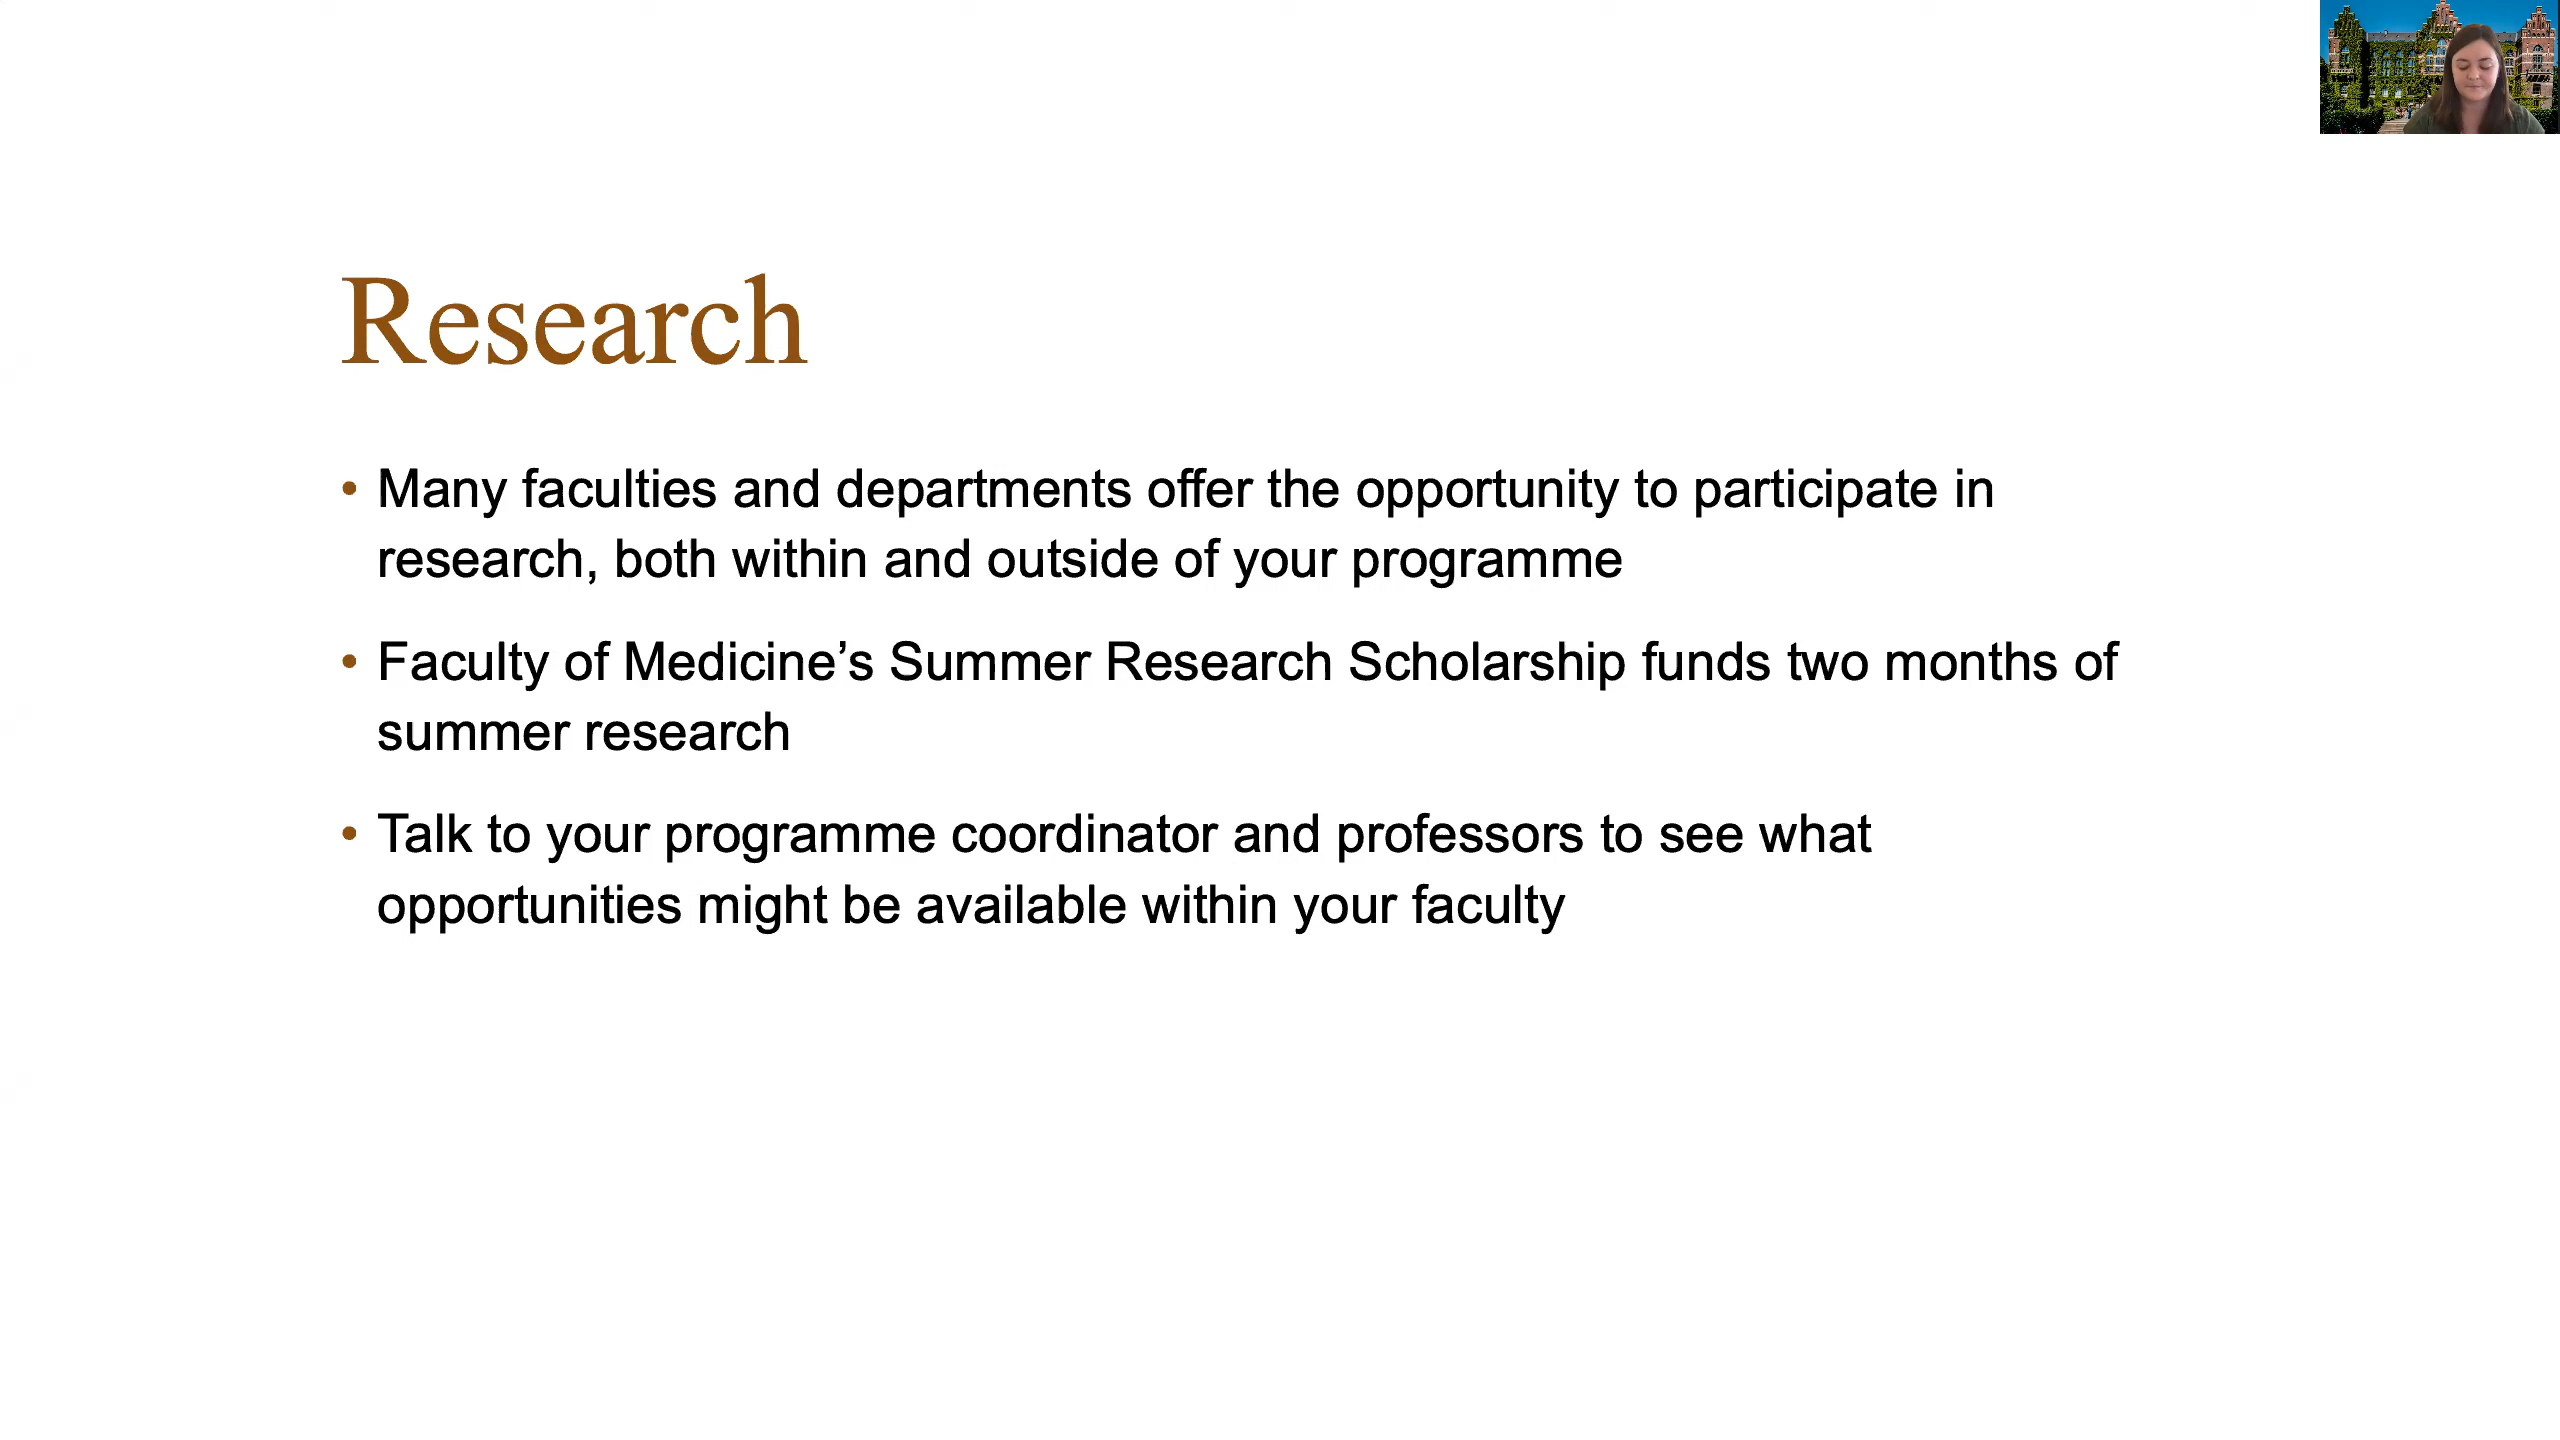 Research
• Many faculties and departments offer the opportunity to participate in
research, both within and outside of your programme
• Faculty of Medicine’s Summer Research Scholarship funds two months of
summer research
• Talk to your programme coordinator and professors to see what
opportunities might be available within your faculty